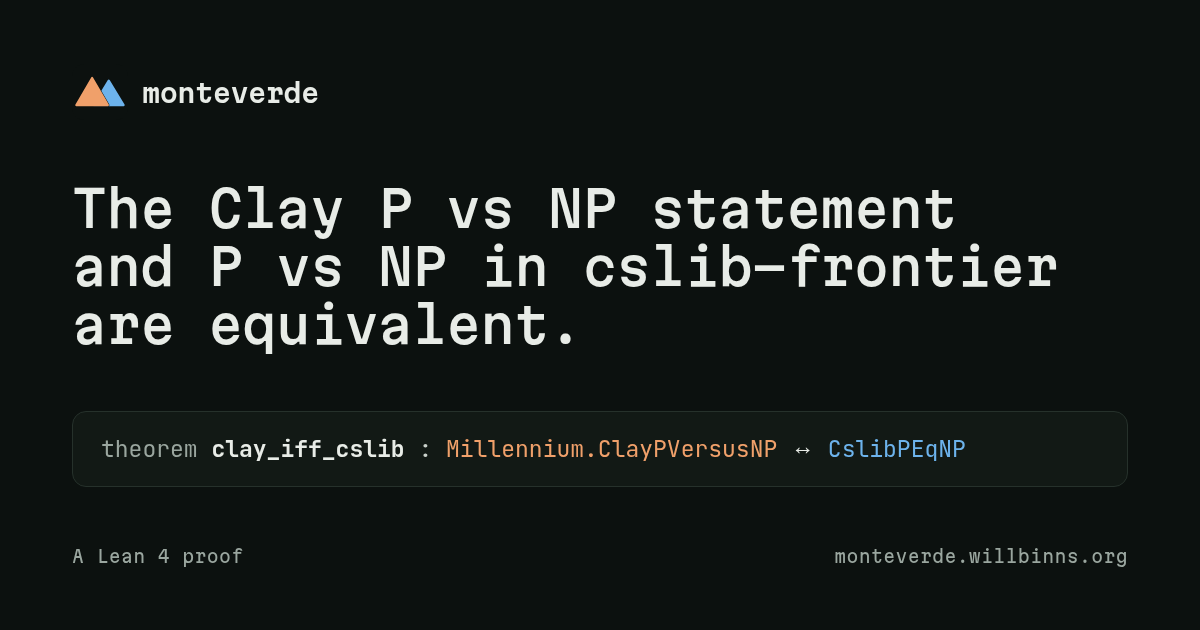 monteverde
The Clay P vs NP statement
and P vs NP in cslib-frontier
are equivalent.
theorem clay_iff_cslib : Millennium.ClayPVersusNP ↔ CslibPEqNP
A Lean 4 proof
monteverde.willbinns.org